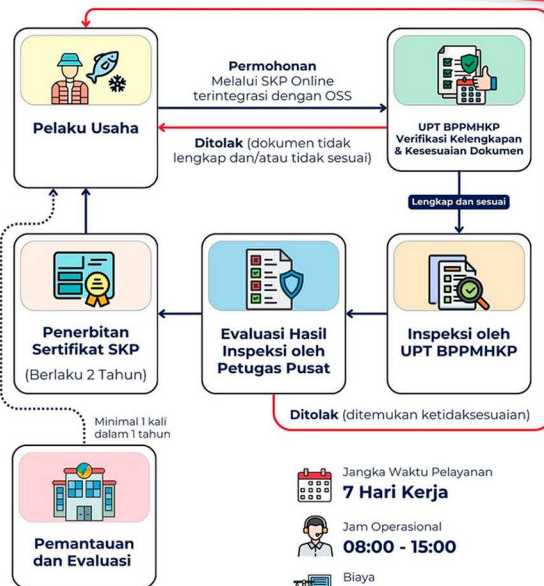 Pelaku Usaha
Permohonan
Melalui SKP Online
terintegrasi dengan OSS
Ditolak (dokumen tidak
lengkap dan/atau tidak sesuai)
UPT BPPMHKP
Verifikasi Kelengkapan
& Kesesuaian Dokumen
Lengkap dan sesuai
Penerbitan
Sertifikat SKP
(Berlaku 2 Tahun)
Evaluasi Hasil
Inspeksi oleh
Petugas Pusat
Inspeksi oleh
UPT BPPMHKP
Ditolak (ditemukan ketidaksesuaian)
Minimal 1 kali
dalam 1 tahun
Pemantauan
dan Evaluasi
Jangka Waktu Pelayanan
7 Hari Kerja
Jam Operasional
08:00 - 15:00
Biaya